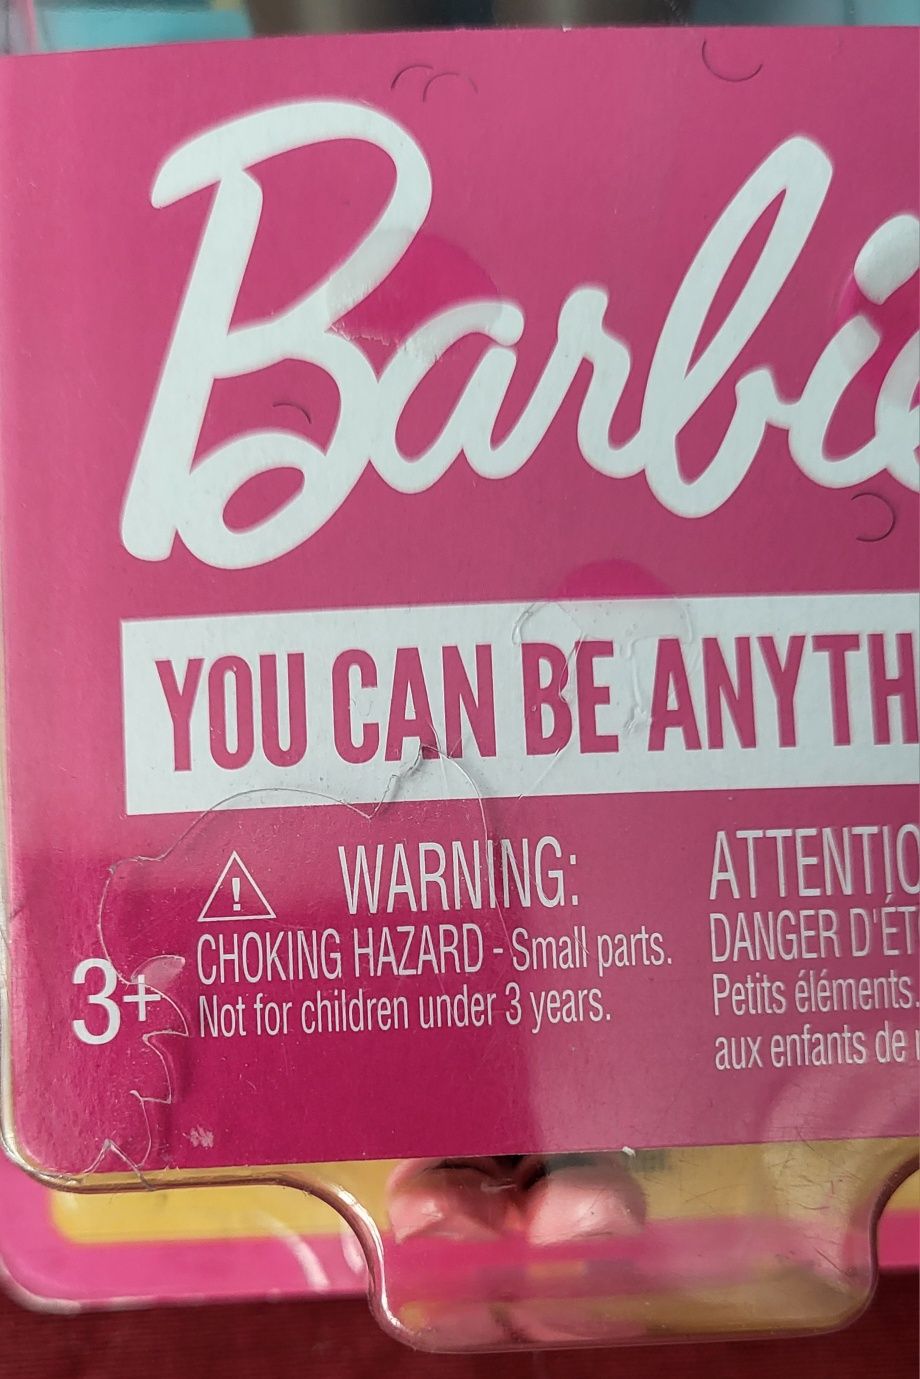 Barbie
YOU CAN BE ANYTH
WARNING:
CHOKING HAZARD - Small parts.
Not for children under 3 years.
3+
ATTENTIO
DANGER D'ÉT
Petits éléments.
aux enfants de